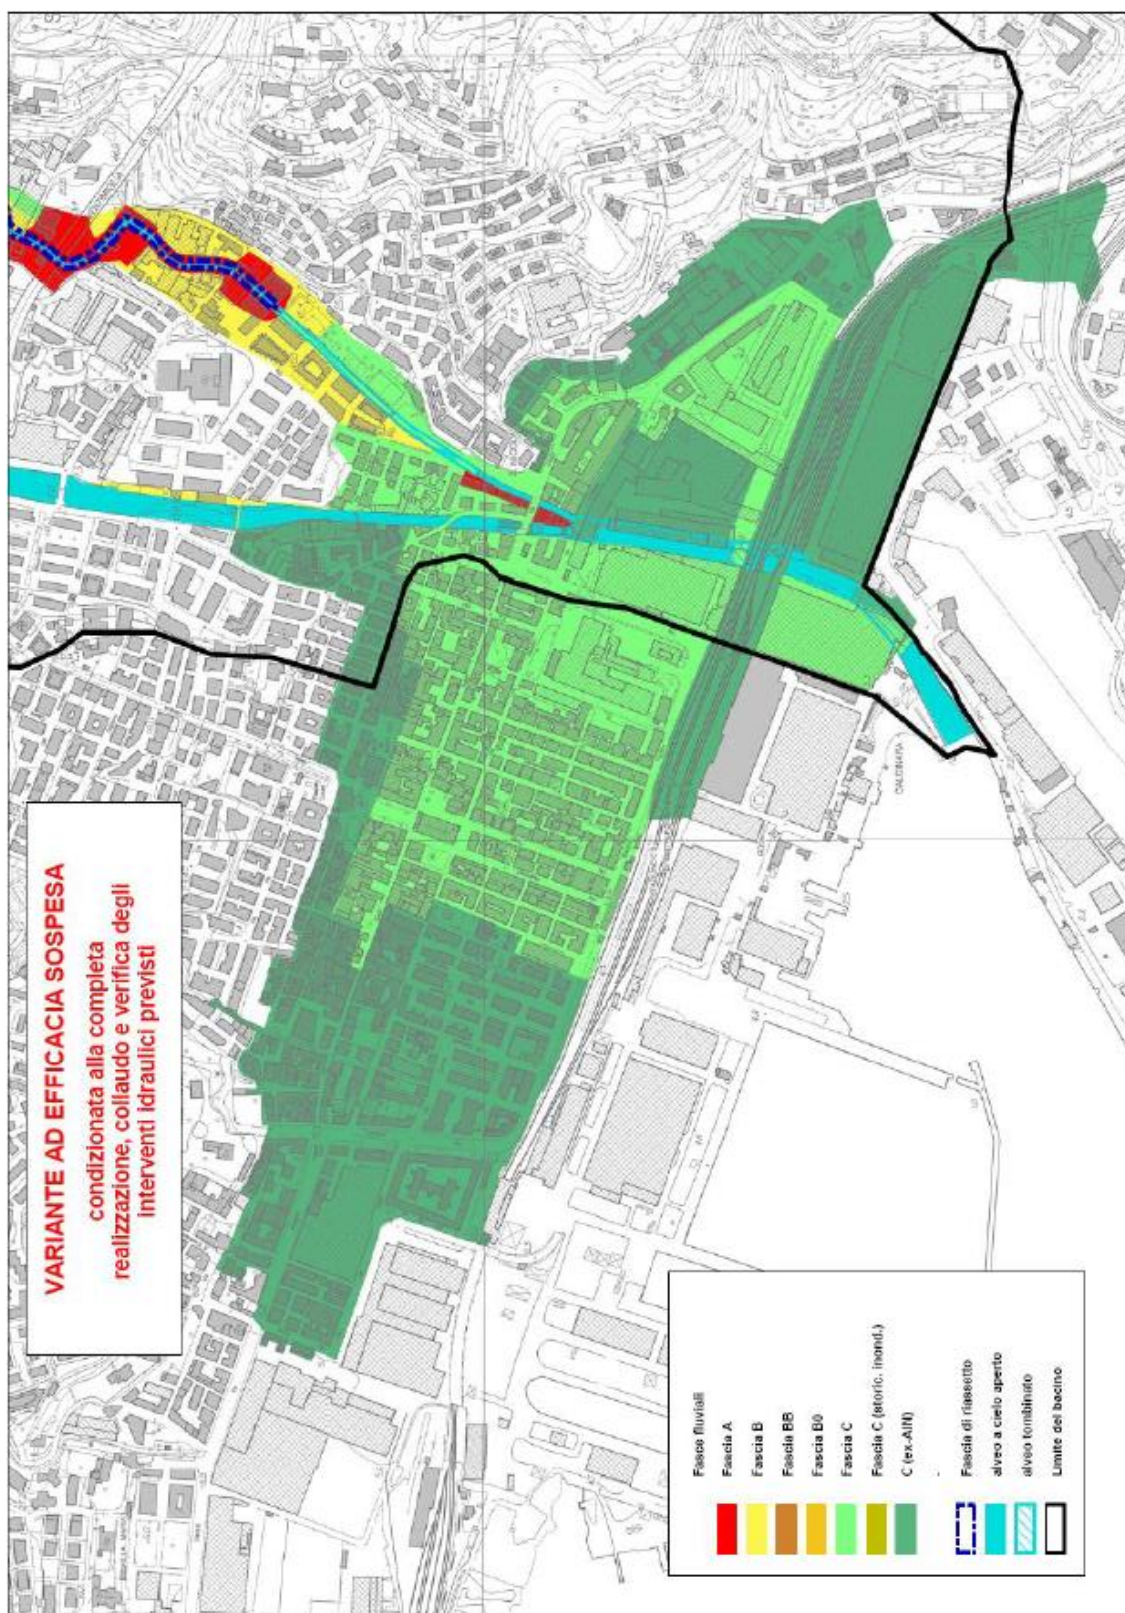 VARIANTE AD EFFICACIA SOSPESA
condizionata alla completa
realizzazione, collaudo e verifica degli
interventi idraulici previsti
CALCINARA
Fasce fluviali
Fascia A
Fascia B
Fascia BB
Fascia B0
Fascia C
Fascia C (storic. inond.)
C (ex-AIN)
-
Fascia di riassetto
alveo a cielo aperto
alveo tombinato
Limite del bacino